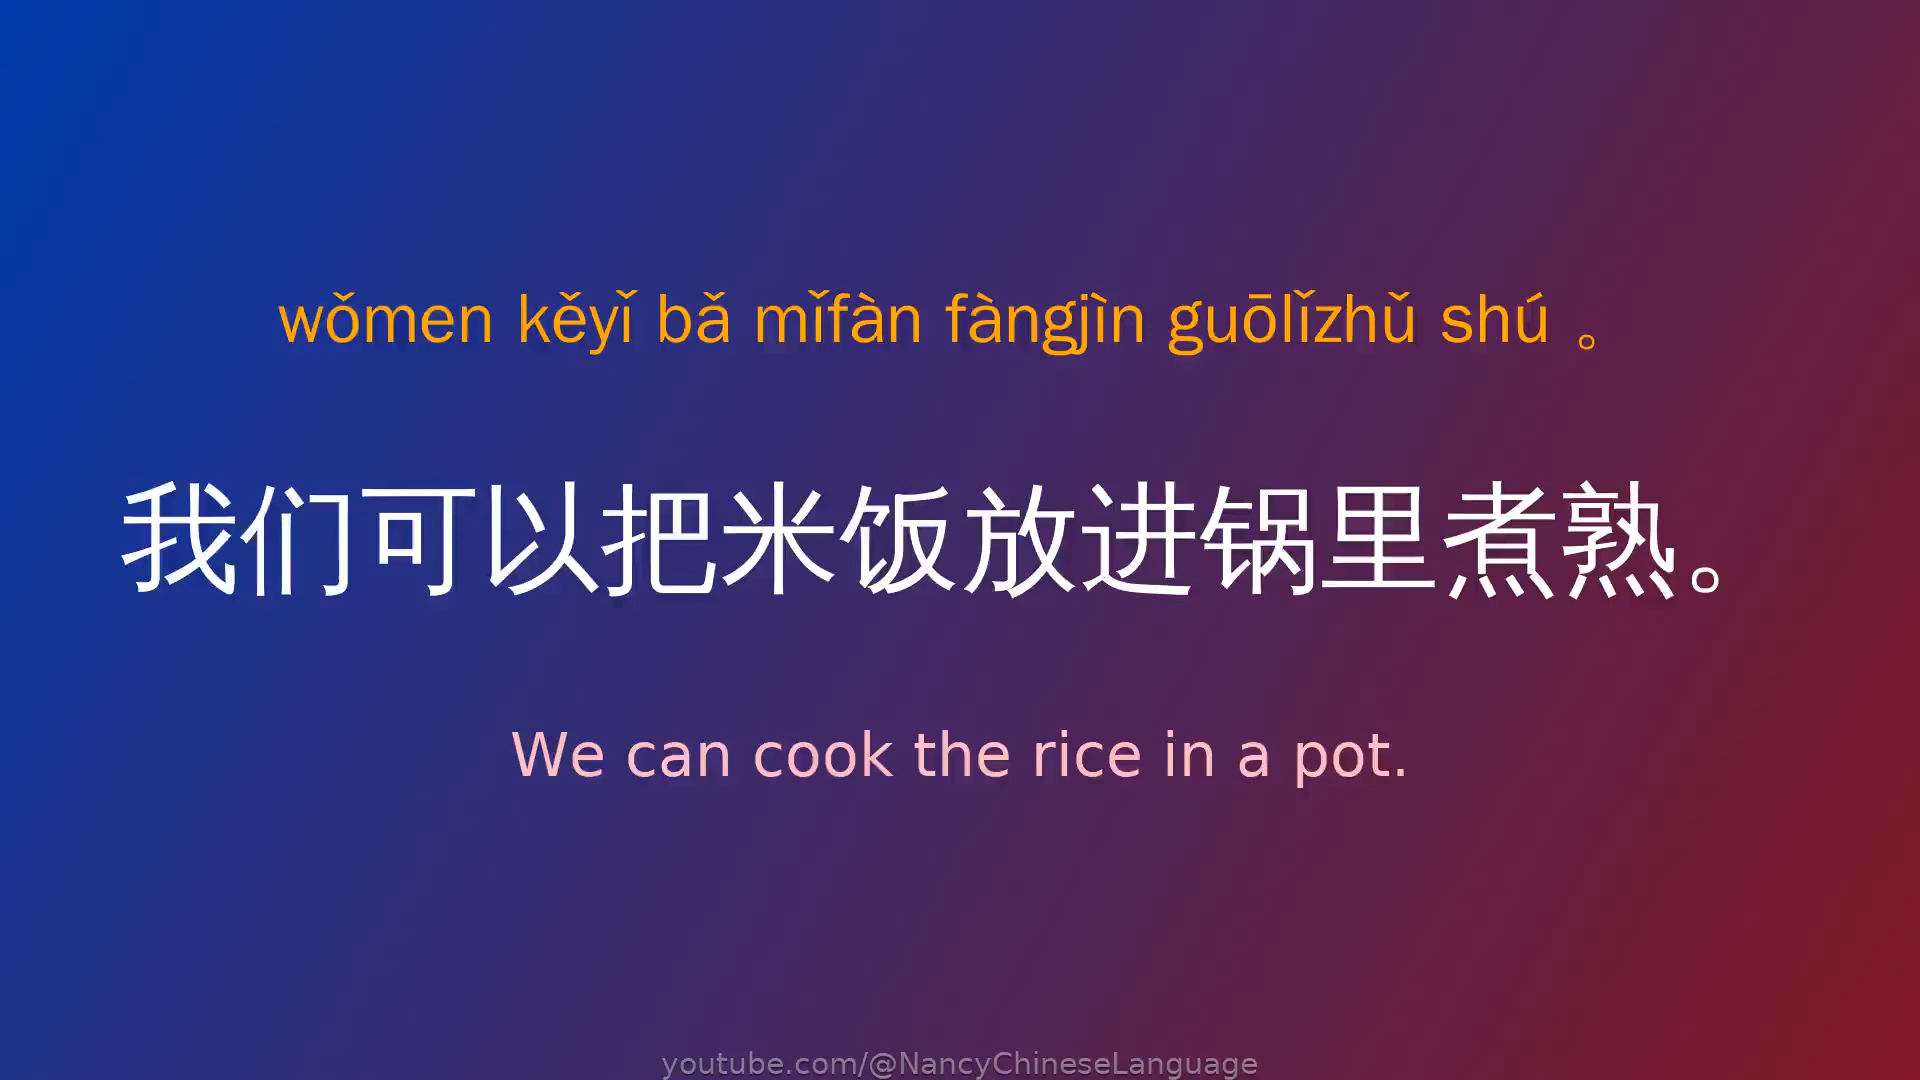 wǒmen kěyǐ bǎ mǐfàn fàngjìn guōlǐzhǔ shú 。
我们可以把米饭放进锅里煮熟。
We can cook the rice in a pot.
youtube.com/@NancyChineseLanguage